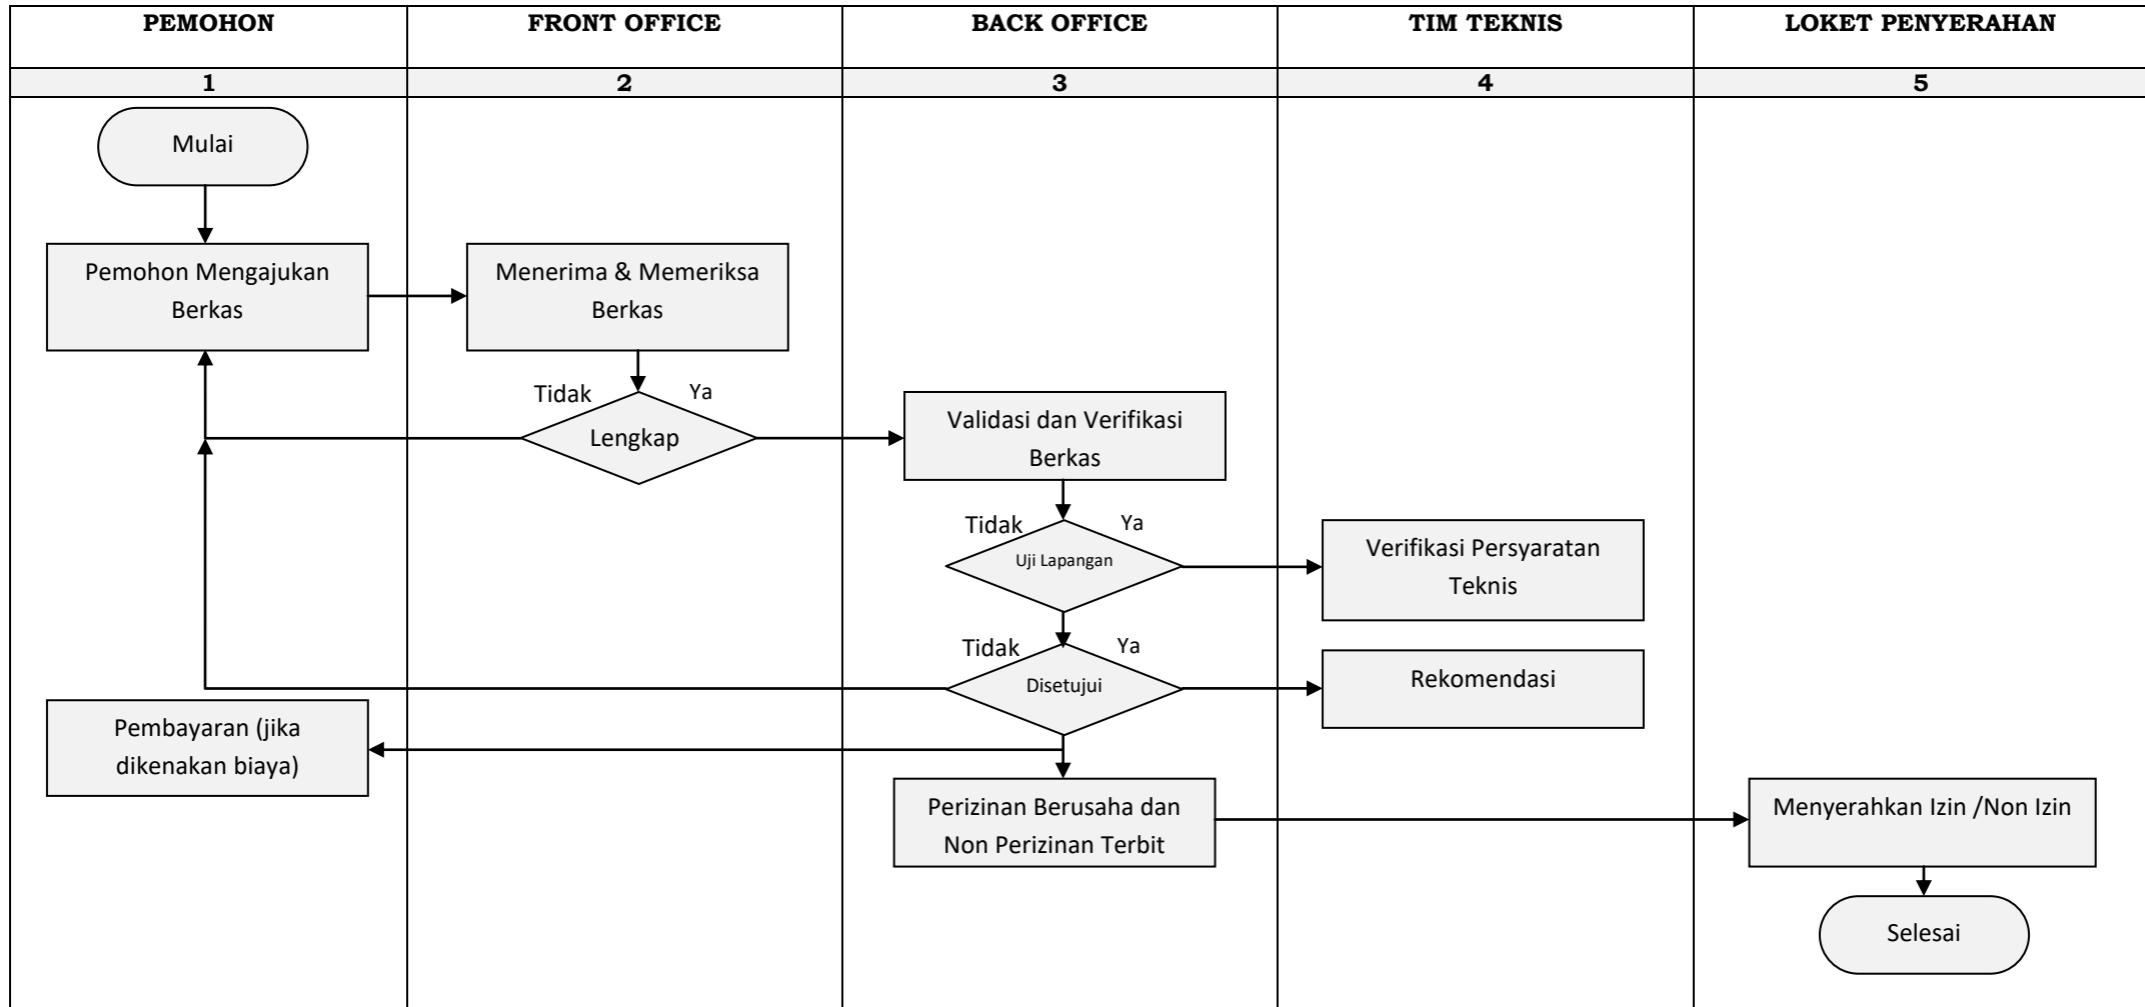 PEMOHON
FRONT OFFICE
BACK OFFICE
TIM TEKNIS
LOKET PENYERAHAN
1
2
3
4
5
Mulai
Pemohon Mengajukan
Berkas
Menerima & Memeriksa
Berkas
Tidak
Ya
Lengkap
Validasi dan Verifikasi
Berkas
Tidak
Ya
Uji Lapangan
Verifikasi Persyaratan
Teknis
Tidak
Ya
Disetujui
Rekomendasi
Pembayaran (jika
dikenakan biaya)
Perizinan Berusaha dan
Non Perizinan Terbit
Menyerahkan Izin /Non Izin
Selesai